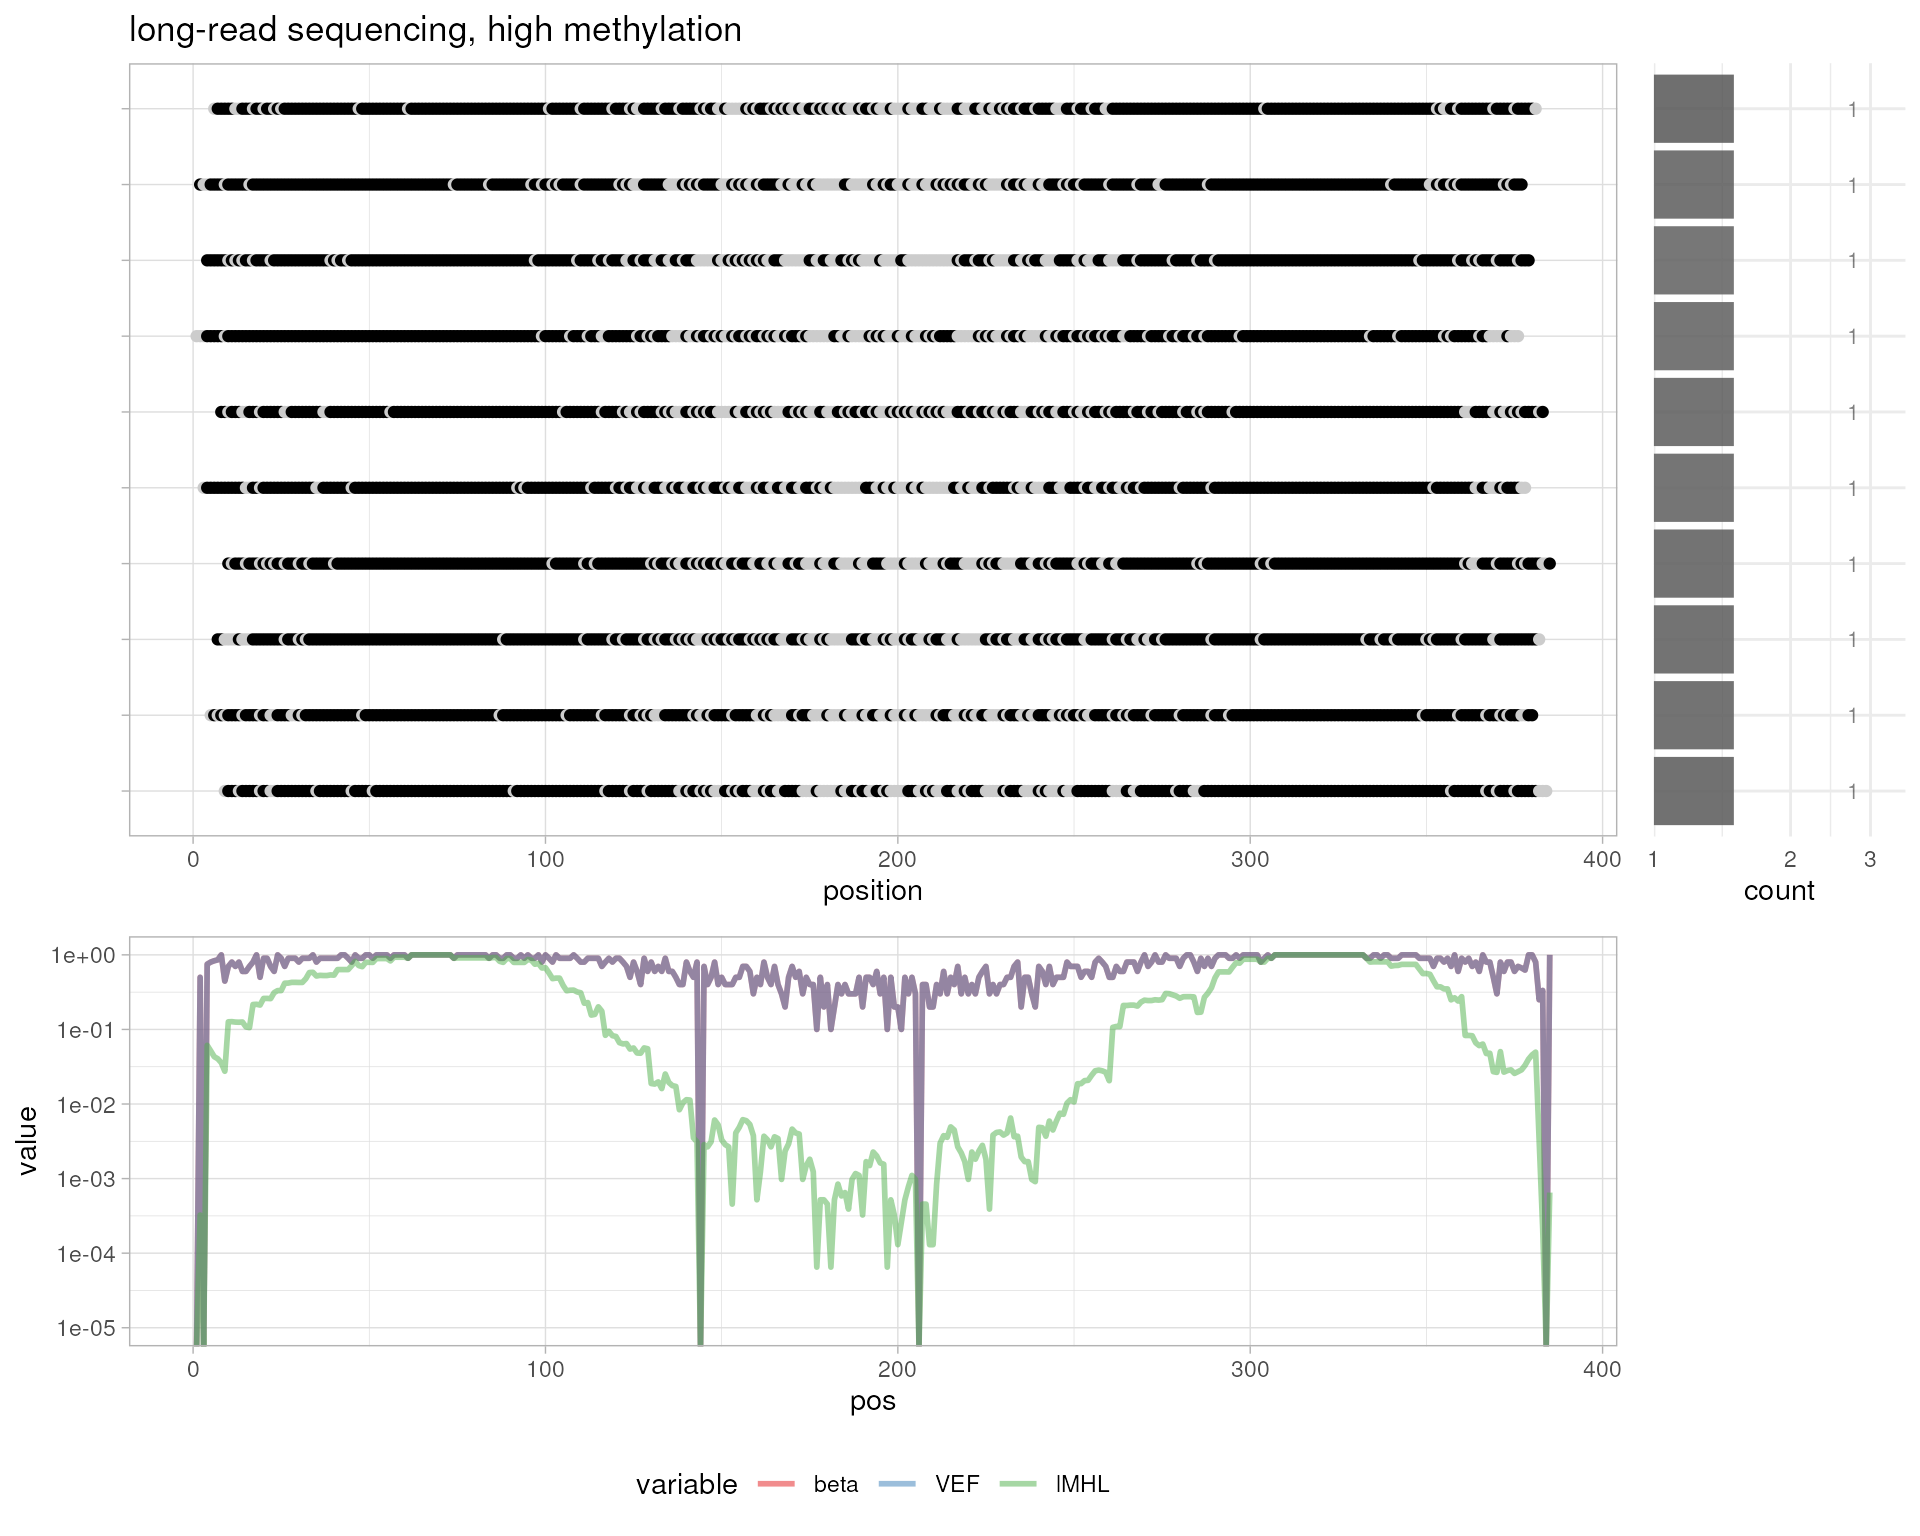 long-read sequencing, high methylation
1
1
1
1
1
1
1
1
1
1
0 100 200 300 400 1 2 3
position count
1e+00
1e-01
1e-02
1e-03
1e-04
1e-05
value
0 100 200 300 400
pos
variable beta VEF lMHL